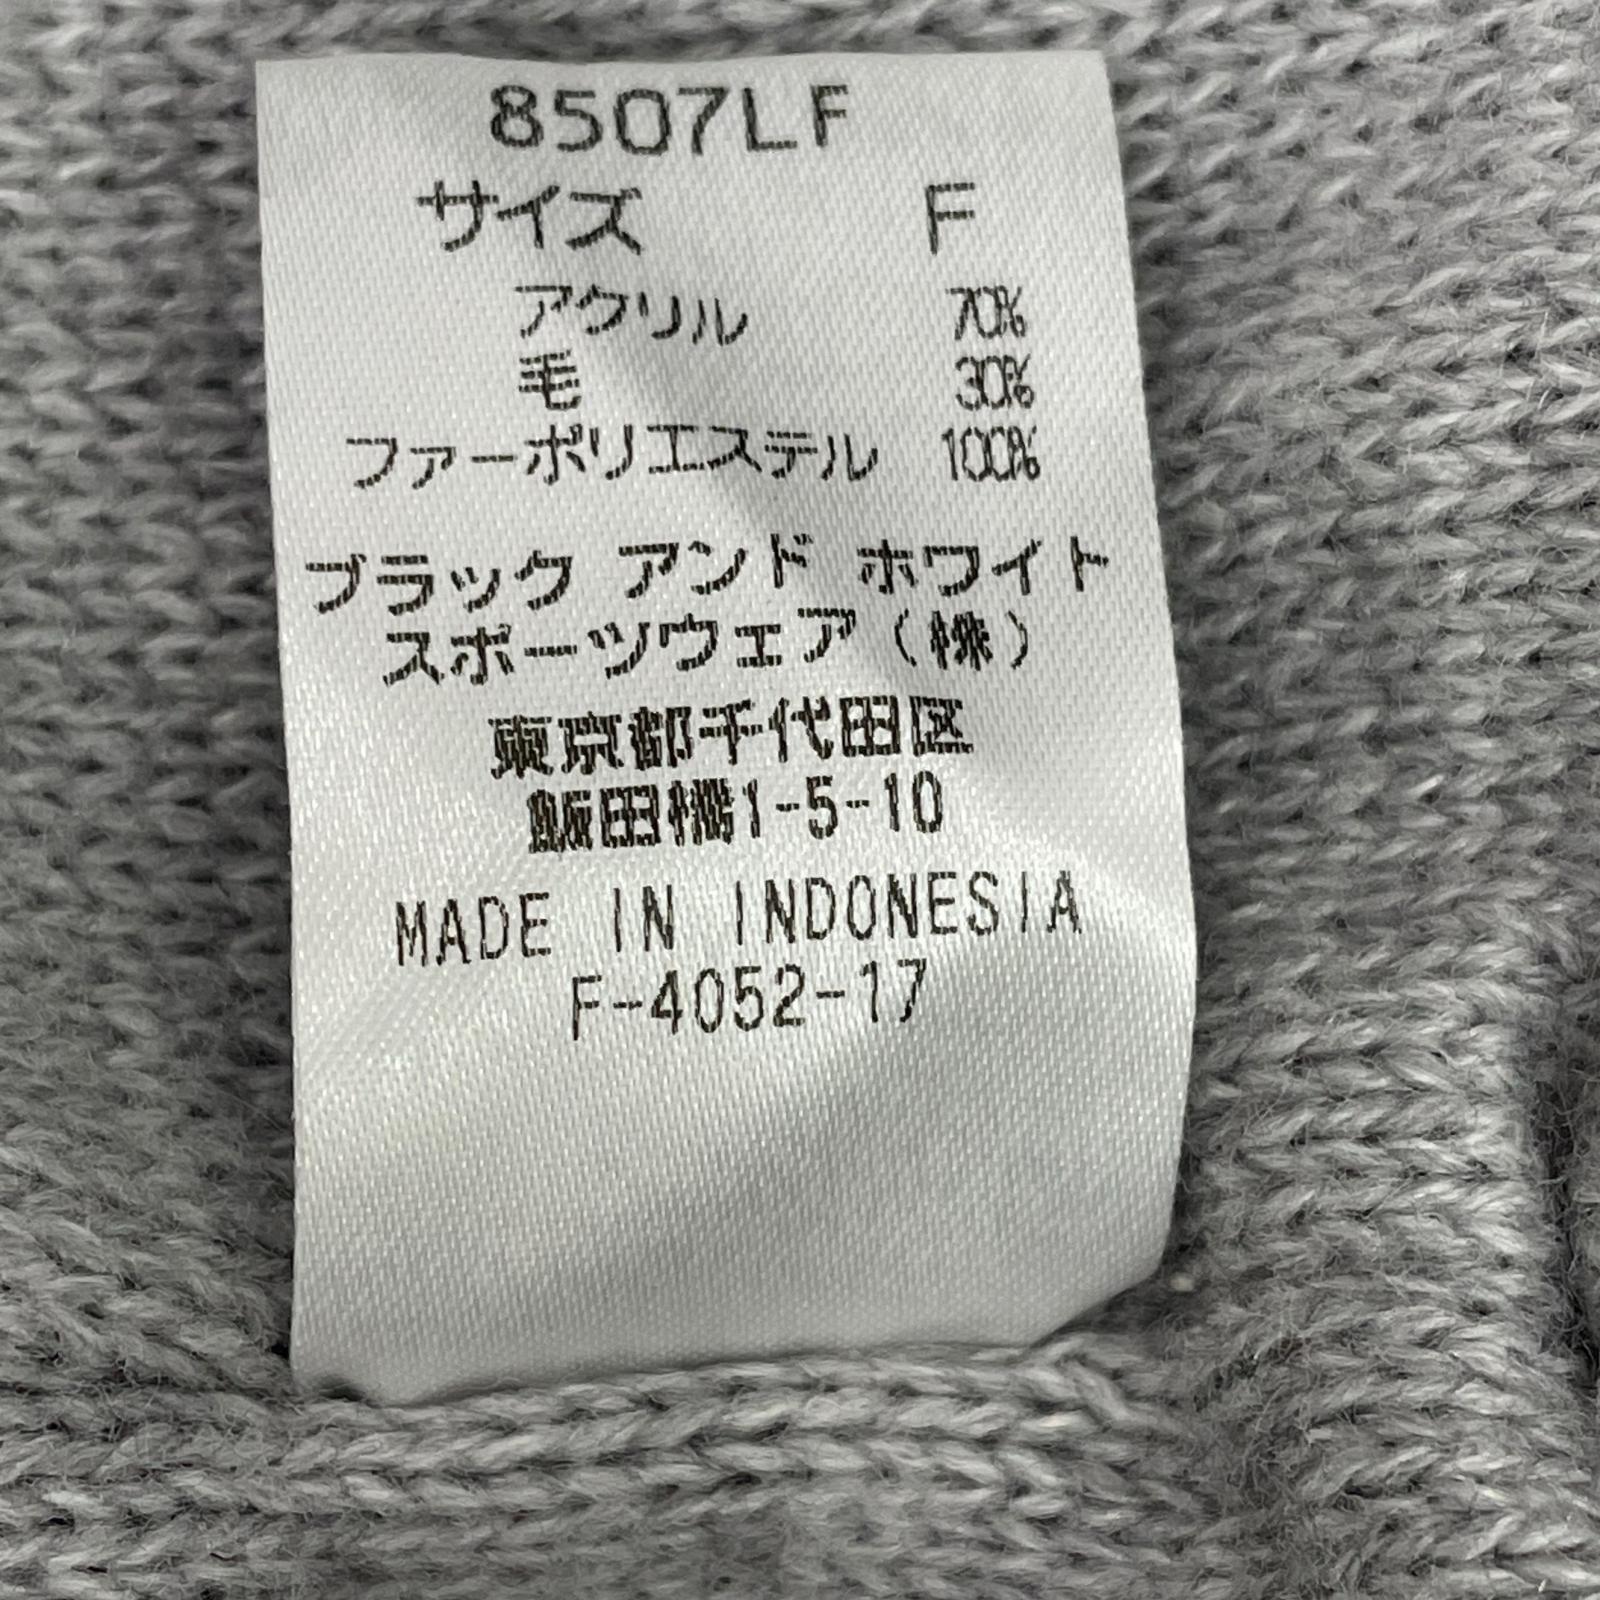 8507LF
サイズ F
アクリル 70%
毛 30%
ファーポリエステル 100%
ブラック アンド ホワイト
スポーツウェア(株)
東京都千代田区
飯田橋1-5-10
MADE IN INDONESIA
F-4052-17